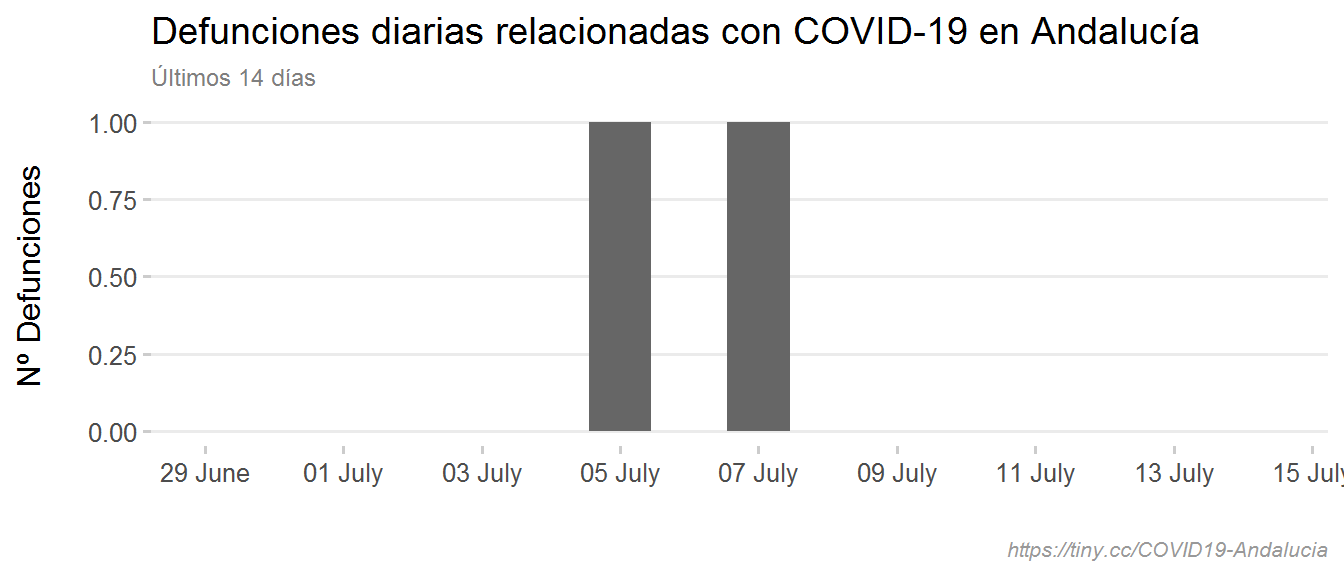 Defunciones diarias relacionadas con COVID-19 en Andalucía
Últimos 14 días
Nº Defunciones
1.00
0.75
0.50
0.25
0.00
29 June 01 July 03 July 05 July 07 July 09 July 11 July 13 July 15 July
https://tiny.cc/COVID19-Andalucia